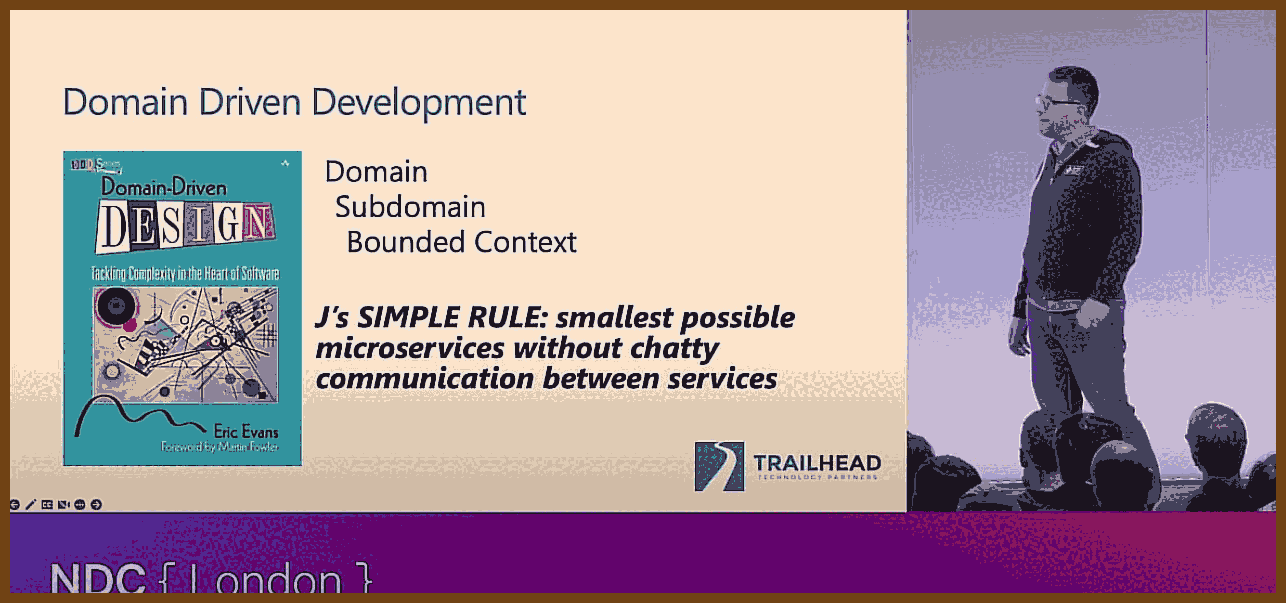 Domain Driven Development
Domain-Driven
DESIGN
Tackling Complexity in the Heart of Software
Eric Evans
Foreword by Martin Fowler
Domain
Subdomain
Bounded Context
J's SIMPLE RULE: smallest possible
microservices without chatty
communication between services
TRAILHEAD
TECHNOLOGY PARTNERS
NDC { London }